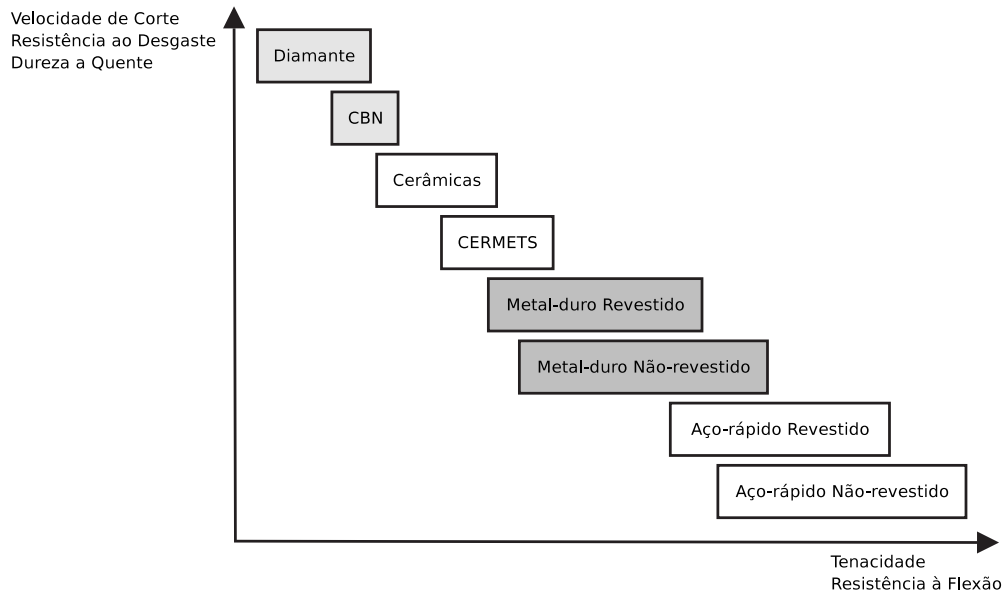 Velocidade de Corte
Resistência ao Desgaste
Dureza a Quente
Diamante
CBN
Cerâmicas
CERMETS
Metal-duro Revestido
Metal-duro Não-revestido
Aço-rápido Revestido
Aço-rápido Não-revestido
Tenacidade
Resistência à Flexão